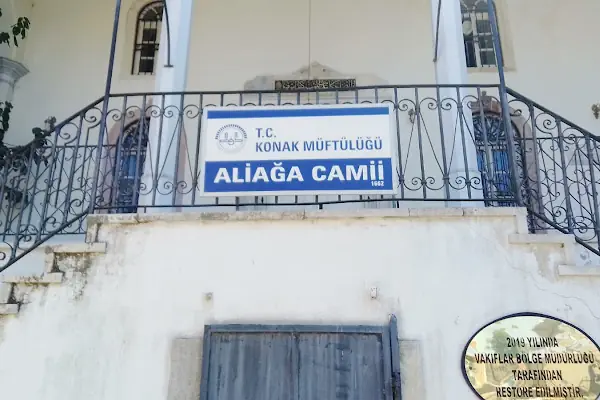 T.C.
KONAK MÜFTÜLÜĞÜ
ALİAĞA CAMİİ
1662
2019 YILINDA
VAKIFLAR BÖLGE MÜDÜRLÜĞÜ
TARAFINDAN
RESTORE EDİLMİŞTİR.